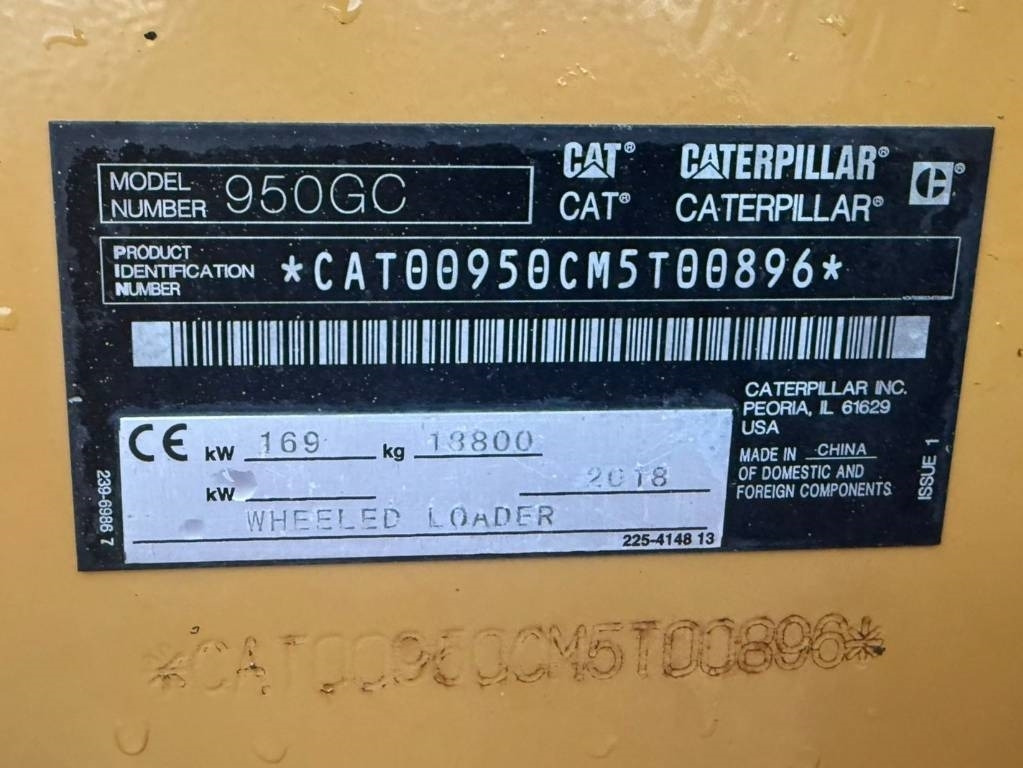 MODEL NUMBER 950GC
CAT® CATERPILLAR®
CAT® CATERPILLAR®
PRODUCT
IDENTIFICATION
NUMBER
*CAT00950CM5T00896*
CATERPILLAR INC.
PEORIA, IL 61629
USA
MADE IN CHINA
OF DOMESTIC AND
FOREIGN COMPONENTS
ISSUE 1
CE kW 169 kg 18800
kW 2018
WHEELED LOADER
225-4148 13
239-6986 7
*CAT00950CM5T00896*